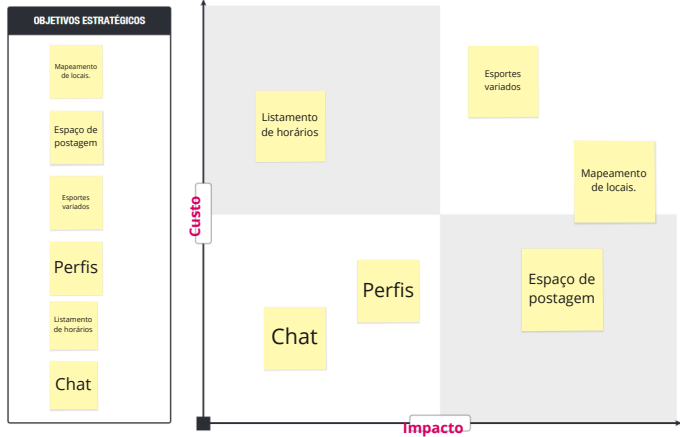 OBJETIVOS ESTRATÉGICOS
Mapeamento
de locais.
Espaço de
postagem
Esportes
variados
Perfis
Listamento
de horários
Chat
Custo
Listamento
de horários
Esportes
variados
Mapeamento
de locais.
Perfis
Chat
Espaço de
postagem
Impacto